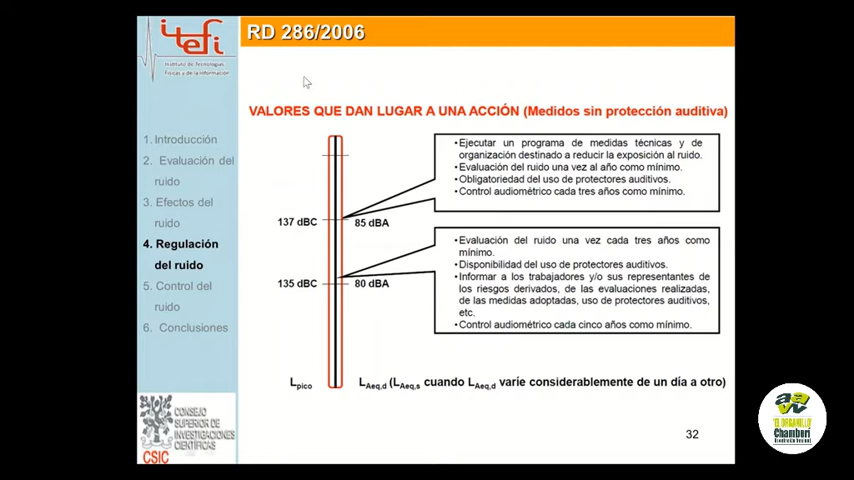 itefi
Instituto de Tecnologías
Físicas y de la Información
RD 286/2006
VALORES QUE DAN LUGAR A UNA ACCIÓN (Medidos sin protección auditiva)
1. Introducción
2. Evaluación del
ruido
3. Efectos del
ruido
4. Regulación
del ruido
5. Control del
ruido
6. Conclusiones
• Ejecutar un programa de medidas técnicas y de
organización destinado a reducir la exposición al ruido.
• Evaluación del ruido una vez al año como mínimo.
• Obligatoriedad del uso de protectores auditivos.
• Control audiométrico cada tres años como mínimo.
137 dBC
85 dBA
• Evaluación del ruido una vez cada tres años como
mínimo.
• Disponibilidad del uso de protectores auditivos.
• Informar a los trabajadores y/o sus representantes de
los riesgos derivados, de las evaluaciones realizadas,
de las medidas adoptadas, uso de protectores auditivos,
etc.
• Control audiométrico cada cinco años como mínimo.
135 dBC
80 dBA
Lpico
LAeq,d (LAeq,s cuando LAeq,d varíe considerablemente de un día a otro)
CONSEJO
SUPERIOR DE
INVESTIGACIONES
CIENTÍFICAS
CSIC
32
aavv
"EL ORGANILLO"
Chamberí